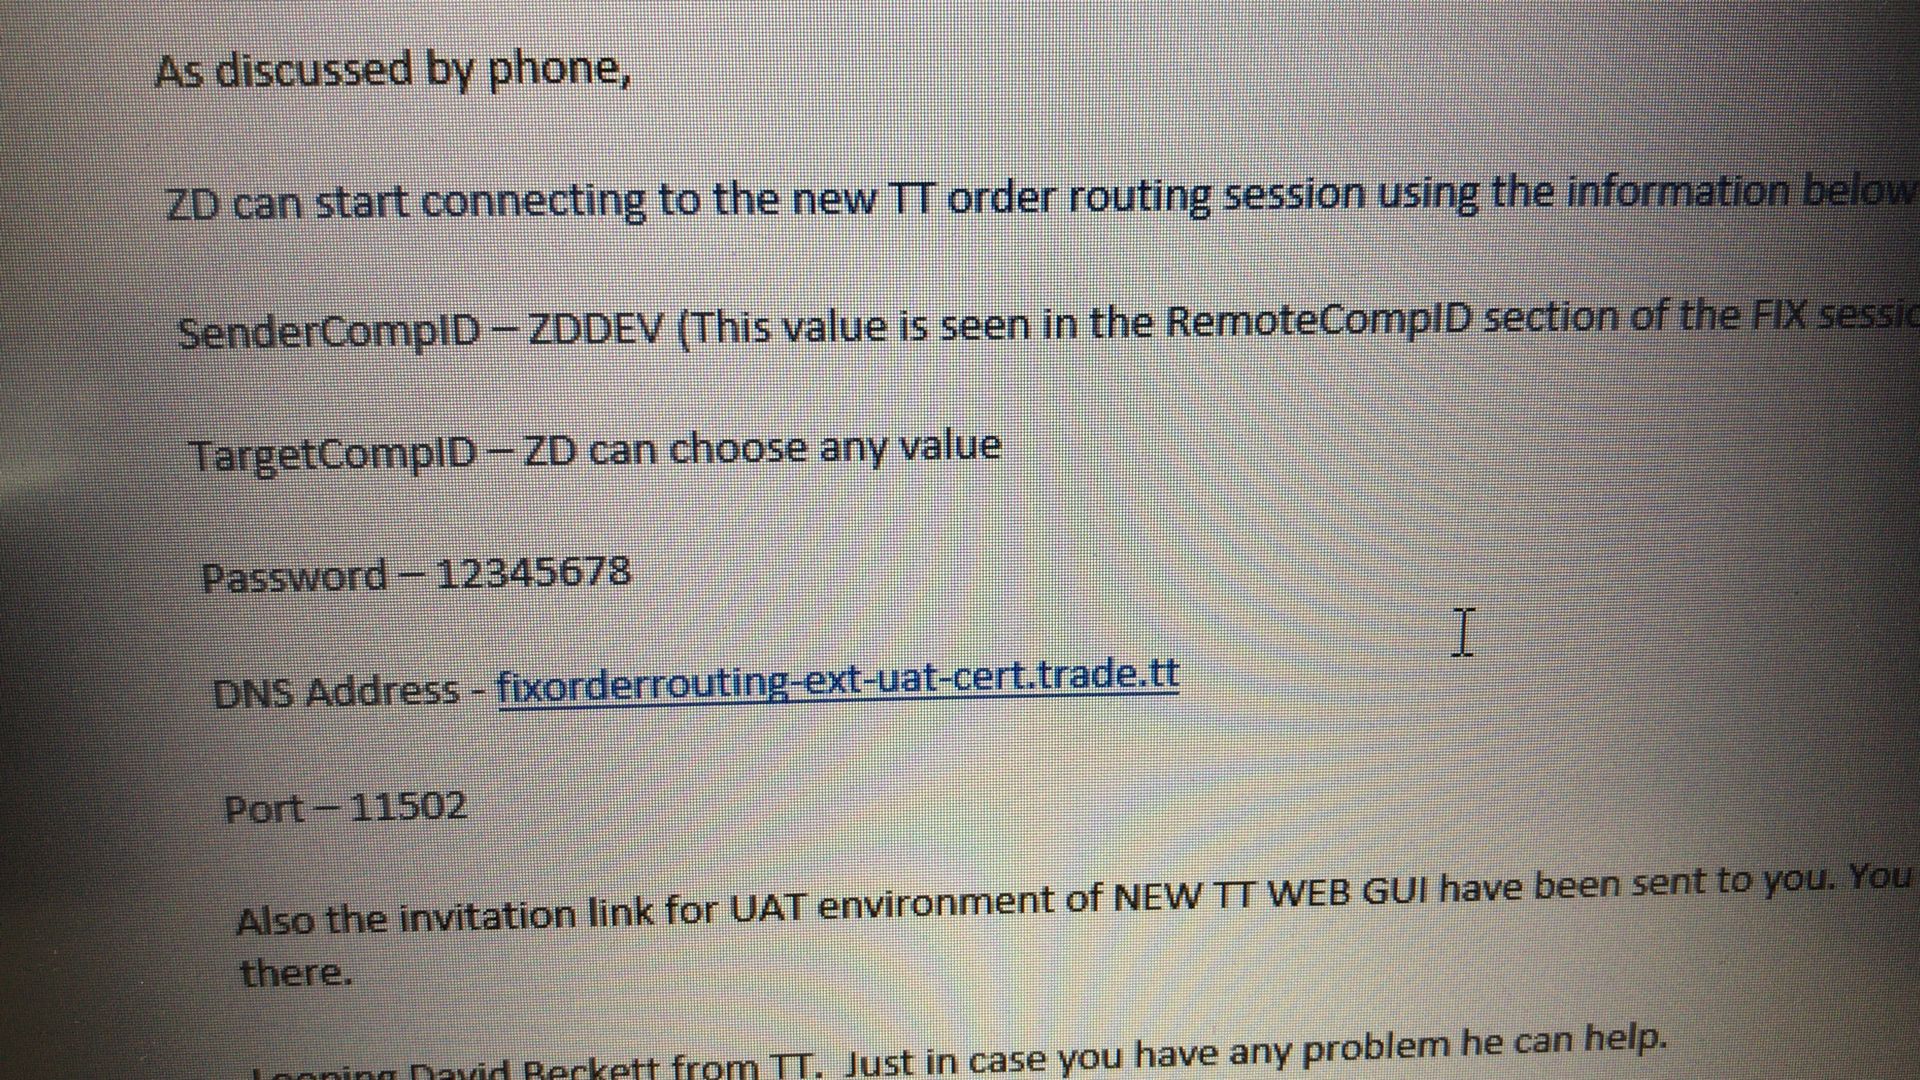 As discussed by phone,
ZD can start connecting to the new TT order routing session using the information below
SenderCompID – ZDDEV (This value is seen in the RemoteCompID section of the FIX sessio
TargetCompID – ZD can choose any value
Password – 12345678
DNS Address - fixorderrouting-ext-uat-cert.trade.tt
Port – 11502
Also the invitation link for UAT environment of NEW TT WEB GUI have been sent to you. You
there.
Looping David Beckett from TT. Just in case you have any problem he can help.